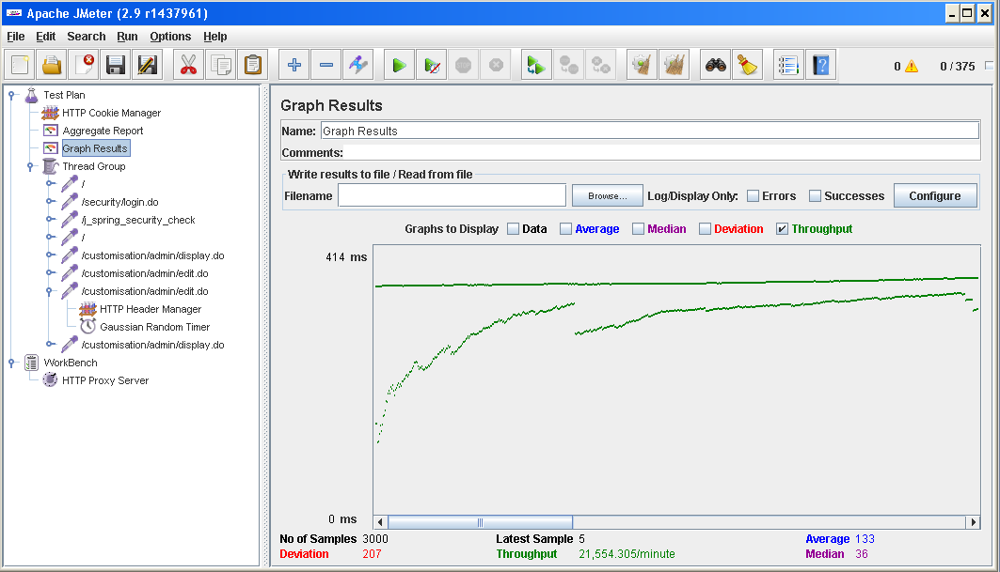 Apache JMeter (2.9 r1437961)
File Edit Search Run Options Help
0 0 / 375
Test Plan
HTTP Cookie Manager
Aggregate Report
Graph Results
Thread Group
/
/security/login.do
/j_spring_security_check
/
/customisation/admin/display.do
/customisation/admin/edit.do
/customisation/admin/edit.do
HTTP Header Manager
Gaussian Random Timer
/customisation/admin/display.do
WorkBench
HTTP Proxy Server
Graph Results
Name: Graph Results
Comments:
Write results to file / Read from file
Filename Browse... Log/Display Only: Errors Successes Configure
Graphs to Display Data Average Median Deviation Throughput
414 ms
0 ms
No of Samples 3000 Latest Sample 5 Average 133
Deviation 207 Throughput 21,554.305/minute Median 36